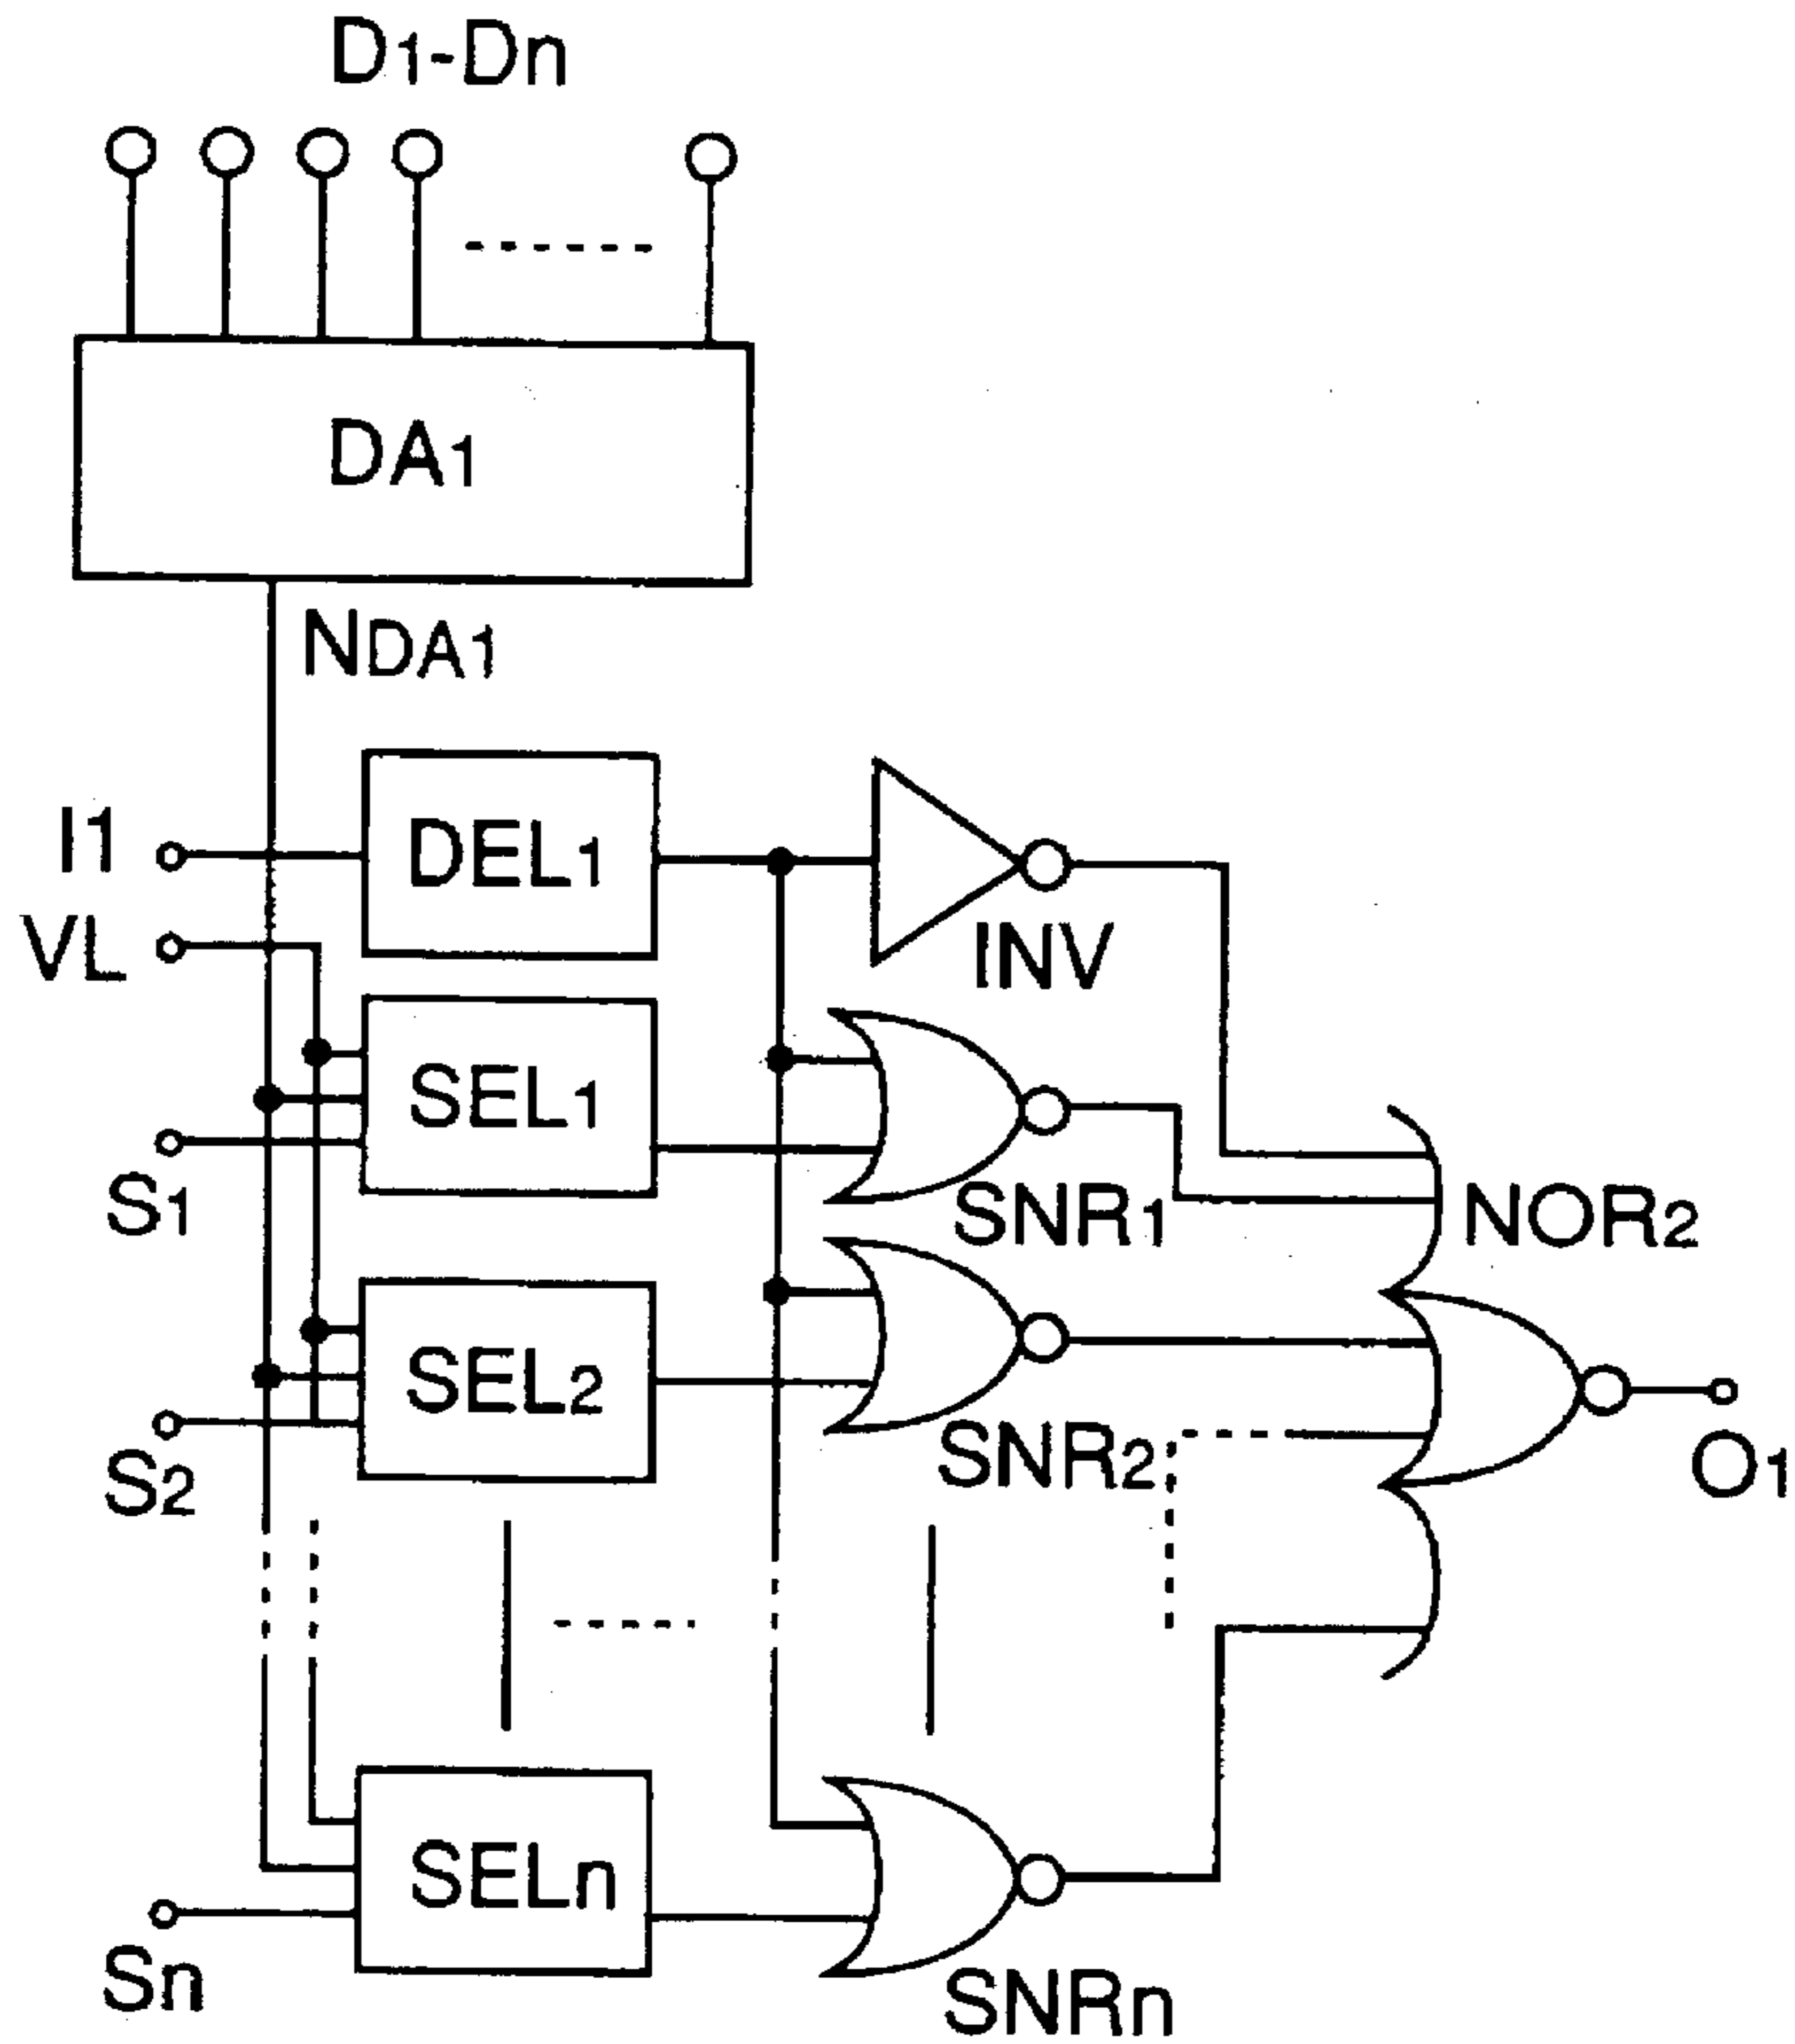 D1-Dn
DA1
NDA1
I1
DEL1
VL
INV
SEL1
S1
SNR1
NOR2
SEL2
S2
SNR2
O1
SELn
Sn
SNRn